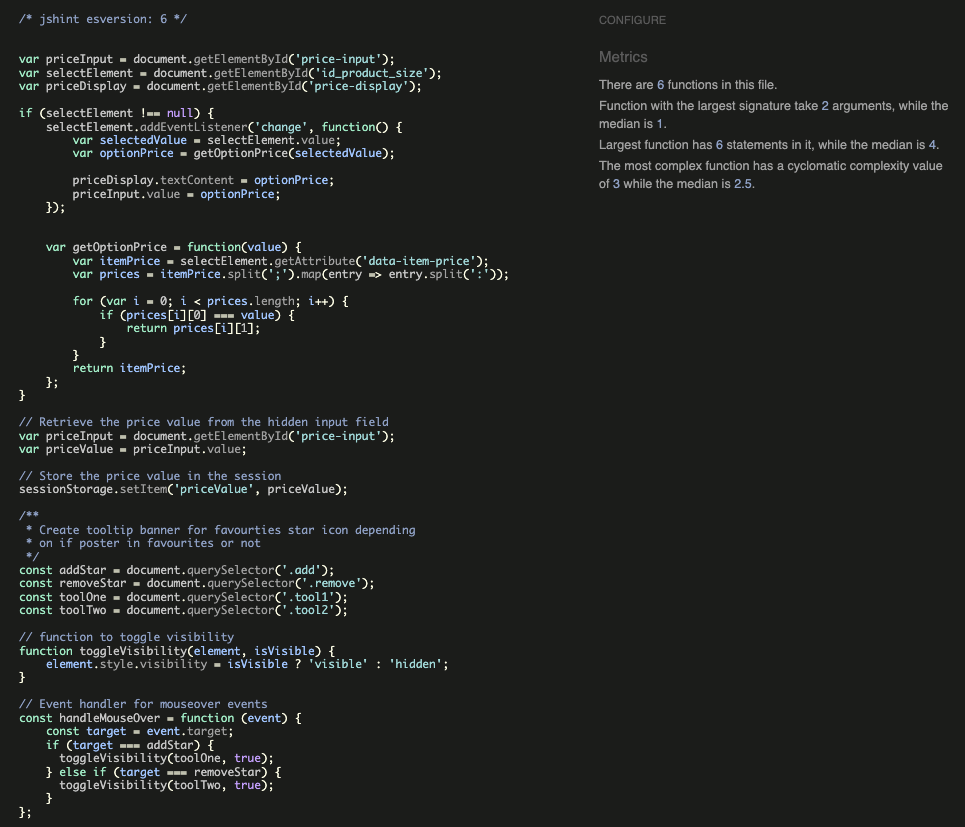 /* jshint esversion: 6 */
var priceInput = document.getElementById('price-input');
var selectElement = document.getElementById('id_product_size');
var priceDisplay = document.getElementById('price-display');
if (selectElement !== null) {
    selectElement.addEventListener('change', function() {
        var selectedValue = selectElement.value;
        var optionPrice = getOptionPrice(selectedValue);
        priceDisplay.textContent = optionPrice;
        priceInput.value = optionPrice;
    });
    var getOptionPrice = function(value) {
        var itemPrice = selectElement.getAttribute('data-item-price');
        var prices = itemPrice.split(';').map(entry => entry.split(':'));
        for (var i = 0; i < prices.length; i++) {
            if (prices[i][0] === value) {
                return prices[i][1];
            }
        }
        return itemPrice;
    };
}
// Retrieve the price value from the hidden input field
var priceInput = document.getElementById('price-input');
var priceValue = priceInput.value;
// Store the price value in the session
sessionStorage.setItem('priceValue', priceValue);
/**
 * Create tooltip banner for favourties star icon depending
 * on if poster in favourites or not
 */
const addStar = document.querySelector('.add');
const removeStar = document.querySelector('.remove');
const toolOne = document.querySelector('.tool1');
const toolTwo = document.querySelector('.tool2');
// function to toggle visibility
function toggleVisibility(element, isVisible) {
    element.style.visibility = isVisible ? 'visible' : 'hidden';
}
// Event handler for mouseover events
const handleMouseOver = function (event) {
    const target = event.target;
    if (target === addStar) {
      toggleVisibility(toolOne, true);
    } else if (target === removeStar) {
      toggleVisibility(toolTwo, true);
    }
};
CONFIGURE
Metrics
There are 6 functions in this file.
Function with the largest signature take 2 arguments, while the
median is 1.
Largest function has 6 statements in it, while the median is 4.
The most complex function has a cyclomatic complexity value
of 3 while the median is 2.5.